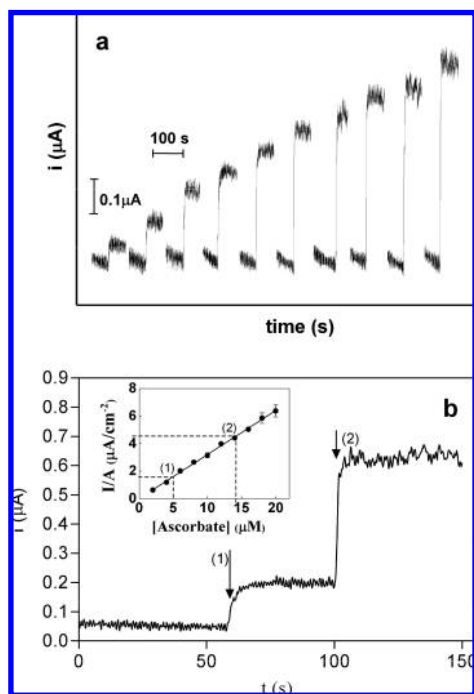 a
i (μA)
100 s
0.1μA
time (s)
b
0.9
0.8
0.7
0.6
0.5
0.4
0.3
0.2
0.1
0.0
i (μA)
I/A (μA/cm⁻²)
8
6
4
2
0
(1)
(2)
0 5 10 15 20
[Ascorbate] (μM)
(1)
(2)
0 50 100 150
t (s)